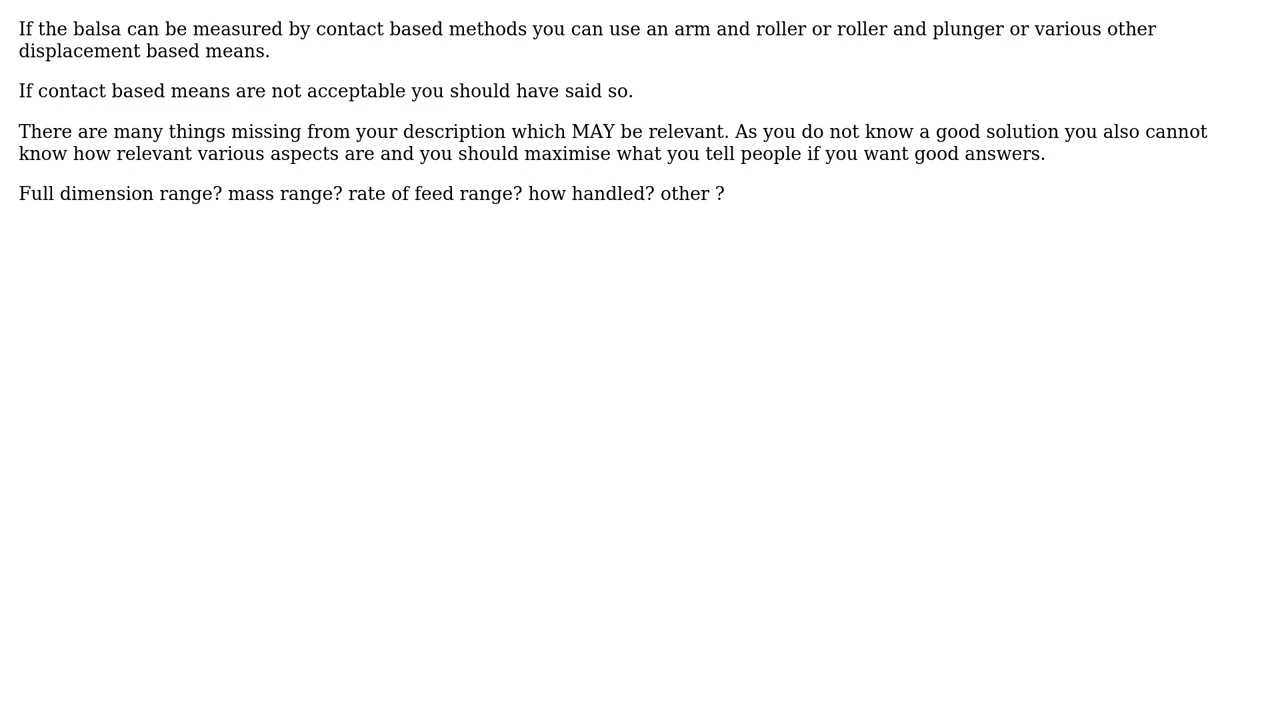 If the balsa can be measured by contact based methods you can use an arm and roller or roller and plunger or various other
displacement based means.
If contact based means are not acceptable you should have said so.
There are many things missing from your description which MAY be relevant. As you do not know a good solution you also cannot
know how relevant various aspects are and you should maximise what you tell people if you want good answers.
Full dimension range? mass range? rate of feed range? how handled? other ?